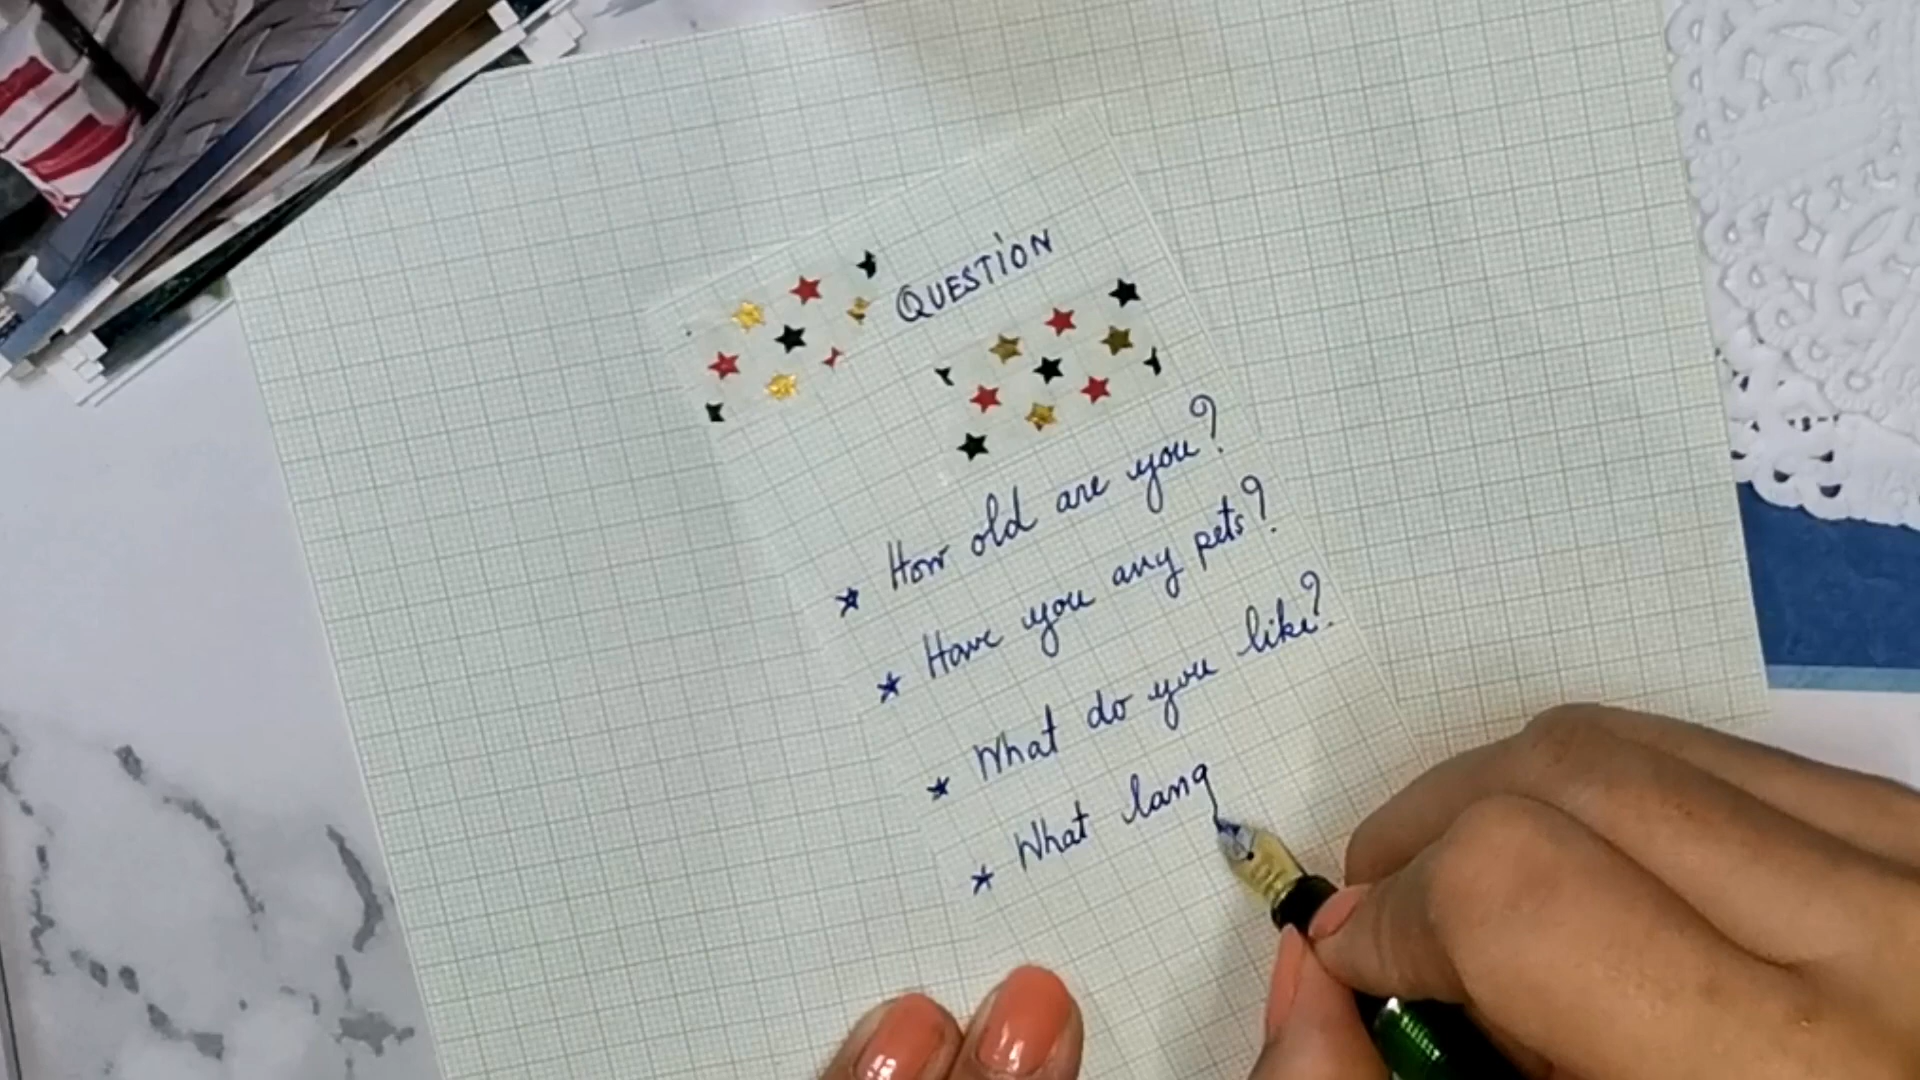 QUESTION
How old are you?
Have you any pets?
What do you like?
What lang